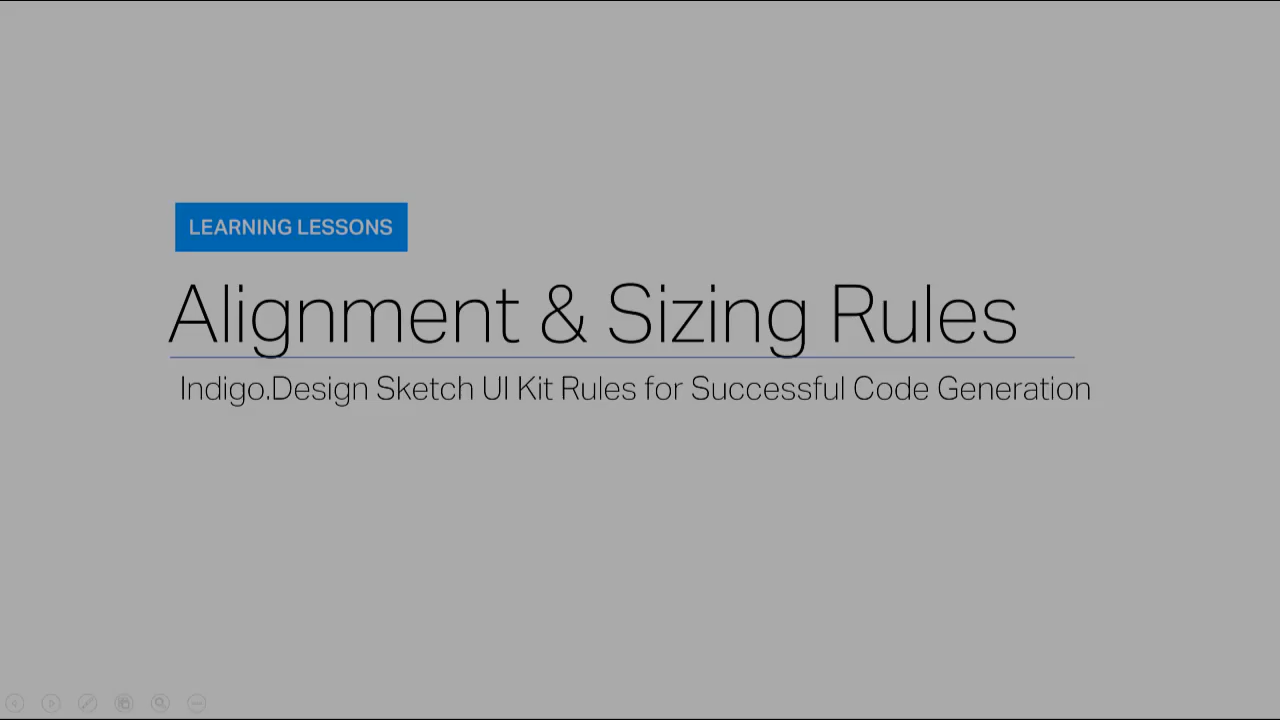 LEARNING LESSONS
Alignment & Sizing Rules
Indigo.Design Sketch UI Kit Rules for Successful Code Generation